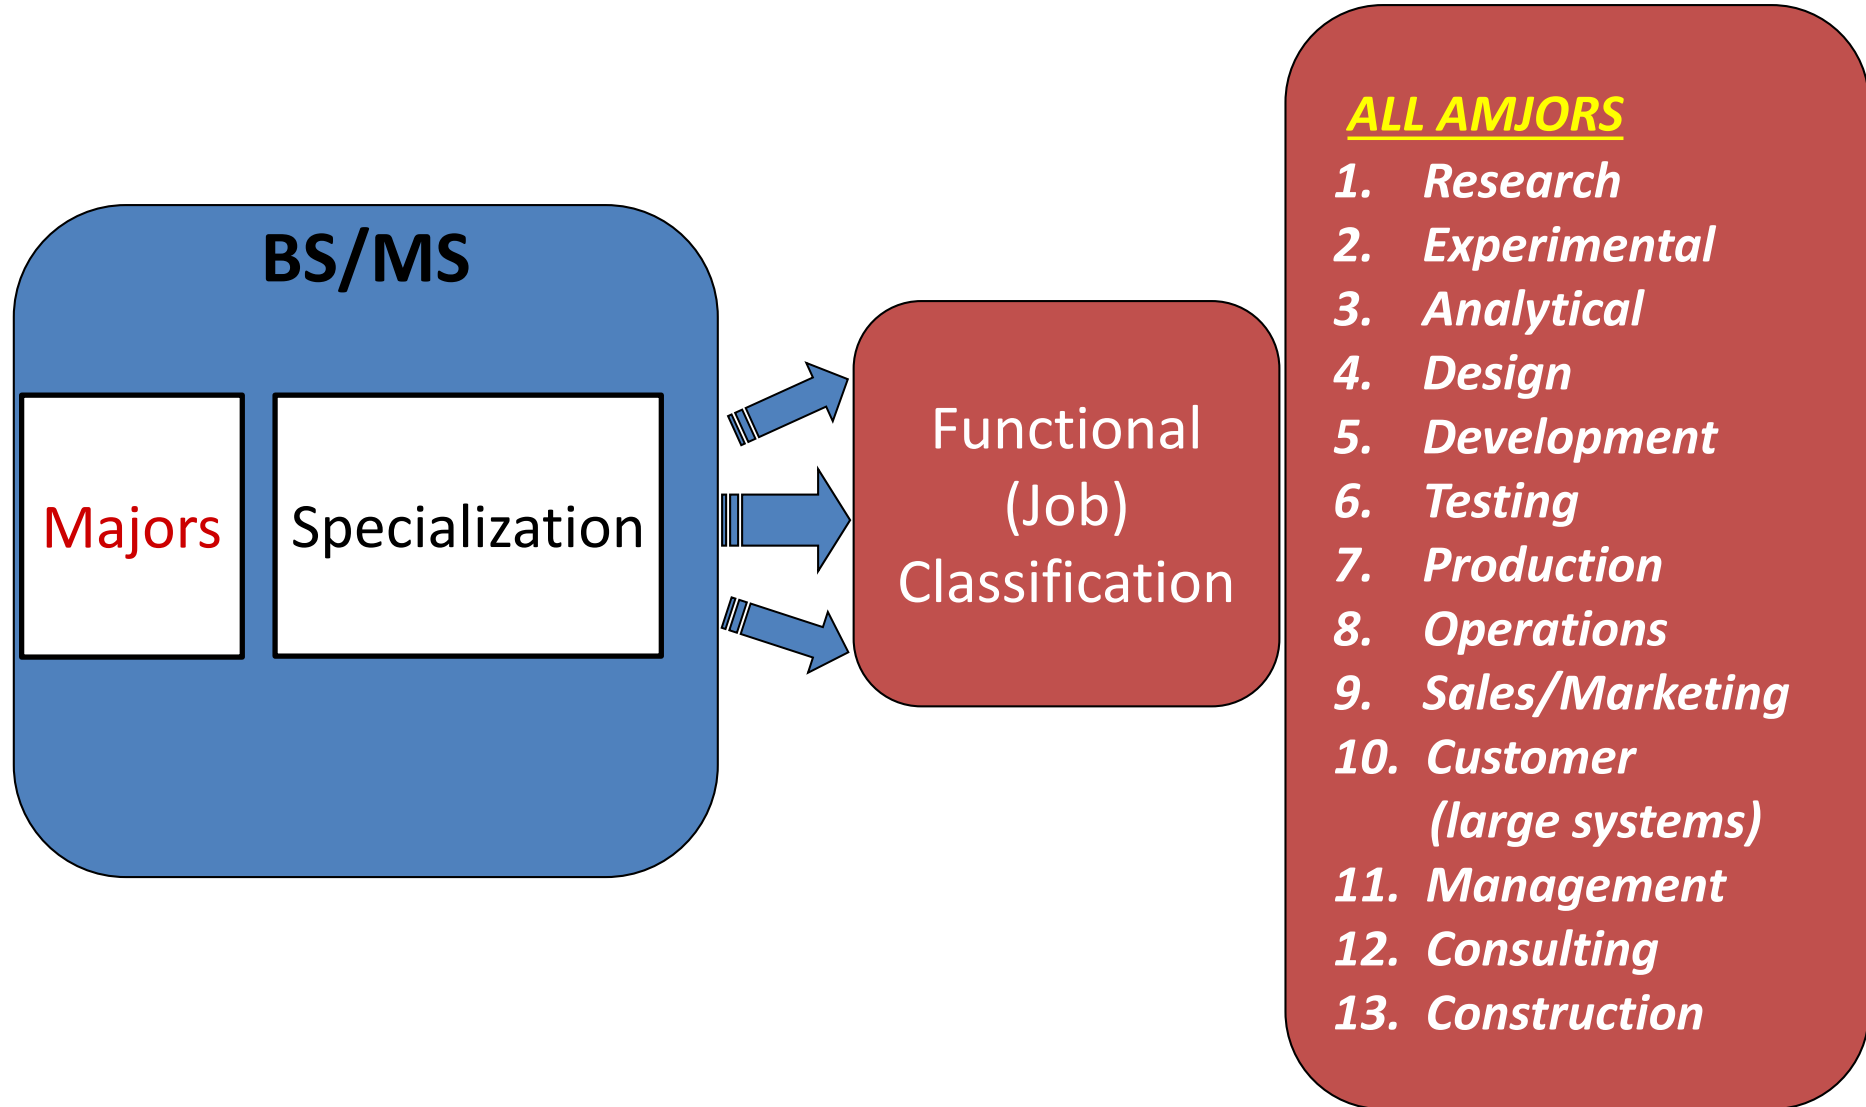 BS/MS
Majors
Specialization
Functional
(Job)
Classification
ALL AMJORS
1. Research
2. Experimental
3. Analytical
4. Design
5. Development
6. Testing
7. Production
8. Operations
9. Sales/Marketing
10. Customer
(large systems)
11. Management
12. Consulting
13. Construction